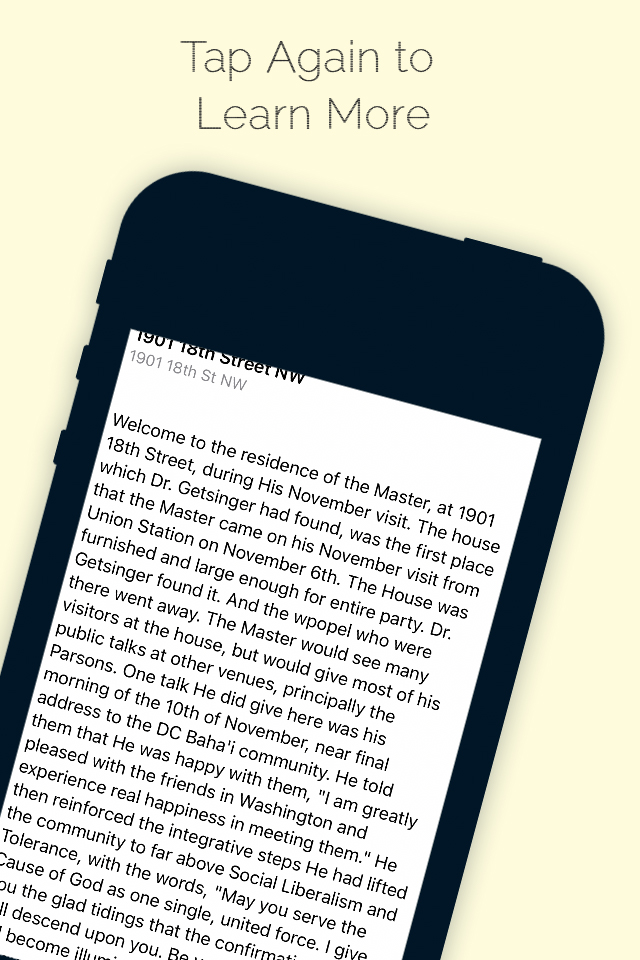 Tap Again to
Learn More
1901 18th Street NW
1901 18th St NW
Welcome to the residence of the Master, at 1901
18th Street, during His November visit. The house
which Dr. Getsinger had found, was the first place
that the Master came on his November visit from
Union Station on November 6th. The House was
furnished and large enough for entire party. Dr.
Getsinger found it. And the wpopel who were
there went away. The Master would see many
visitors at the house, but would give most of his
public talks at other venues, principally the
Parsons. One talk He did give here was his
morning of the 10th of November, near final
address to the DC Baha'i community. He told
them that He was happy with them, "I am greatly
pleased with the friends in Washington and
experience real happiness in meeting them." He
then reinforced the integrative steps He had lifted
the community to far above Social Liberalism and
Tolerance, with the words, "May you serve the
Cause of God as one single, united force. I give
the glad tidings that the
descend upon you. Be
become